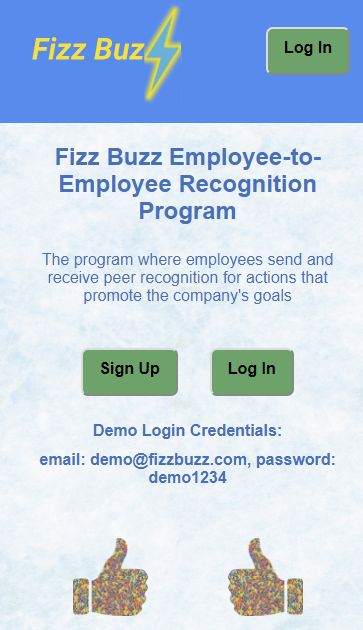 Fizz Buz
Log In
Fizz Buzz Employee-to-
Employee Recognition
Program
The program where employees send and
receive peer recognition for actions that
promote the company's goals
Sign Up
Log In
Demo Login Credentials:
email: demo@fizzbuzz.com, password:
demo1234